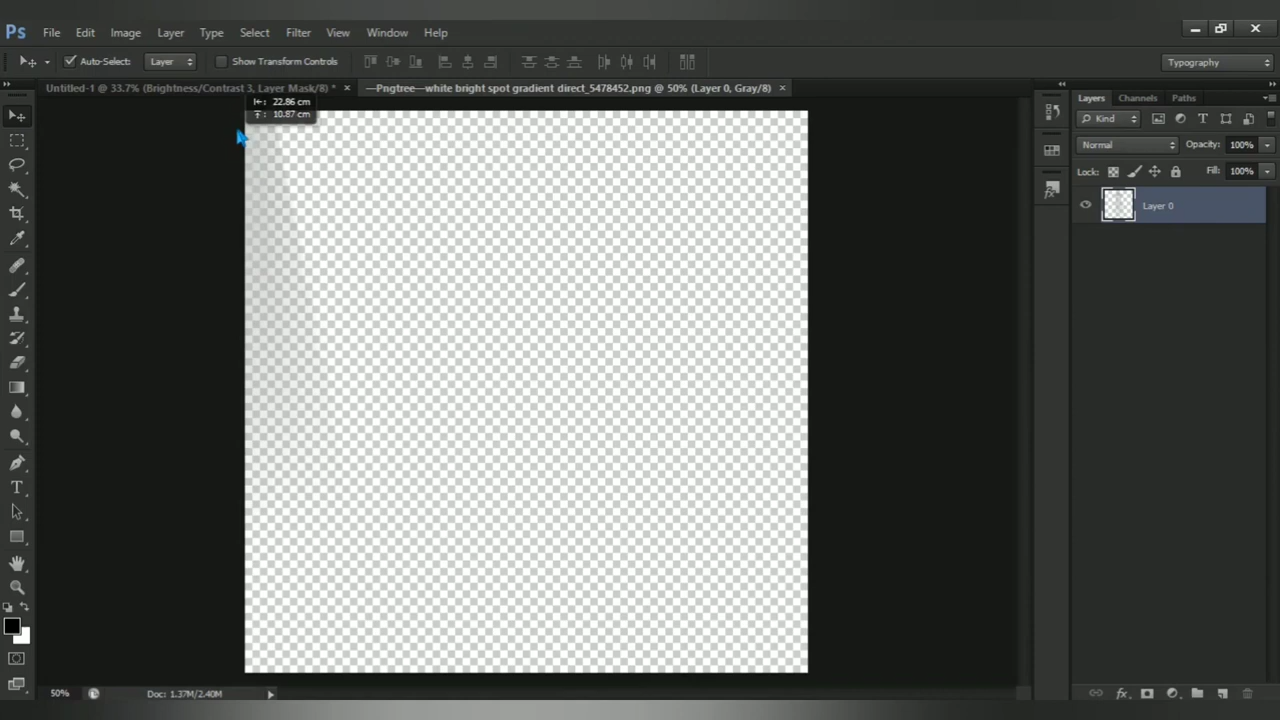 Ps File Edit Image Layer Type Select Filter View Window Help
Auto-Select: Layer Show Transform Controls Typography
Untitled-1 @ 33.7% (Brightness/Contrast 3, Layer Mask/8) * × —Pngtree—white bright spot gradient direct_5478452.png @ 50% (Layer 0, Gray/8) ×
22.86 cm
10.87 cm
Layers Channels Paths
Kind
Normal Opacity: 100%
Lock: Fill: 100%
Layer 0
50% Doc: 1.37M/2.40M